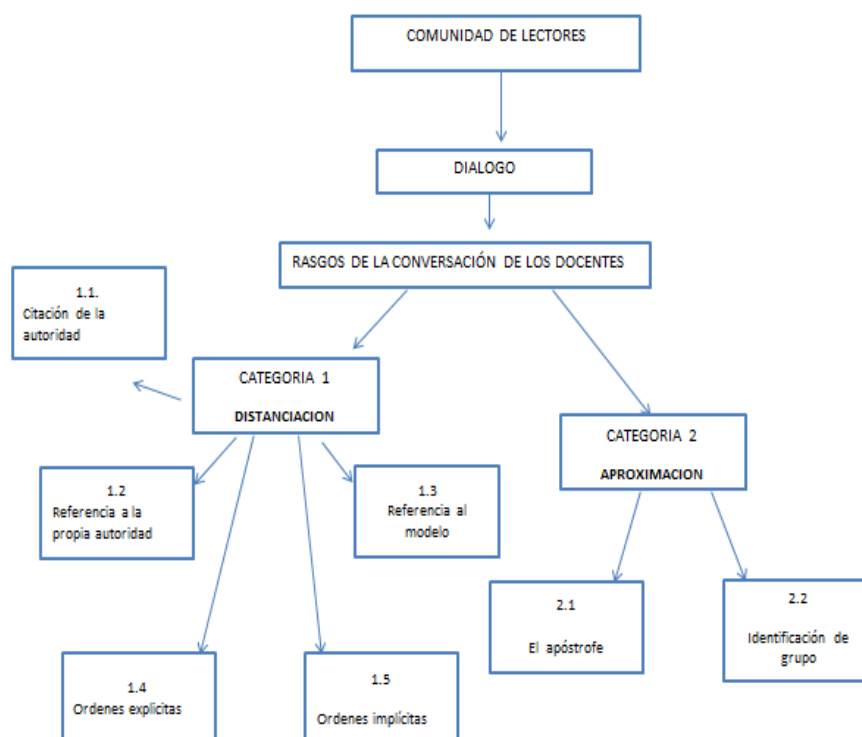 COMUNIDAD DE LECTORES
DIALOGO
RASGOS DE LA CONVERSACIÓN DE LOS DOCENTES
1.1.
Citación de la
autoridad
CATEGORIA 1
DISTANCIACION
CATEGORIA 2
APROXIMACION
1.2
Referencia a la
propia autoridad
1.3
Referencia al
modelo
2.1
El apóstrofe
2.2
Identificación de
grupo
1.4
Ordenes explicitas
1.5
Ordenes implícitas